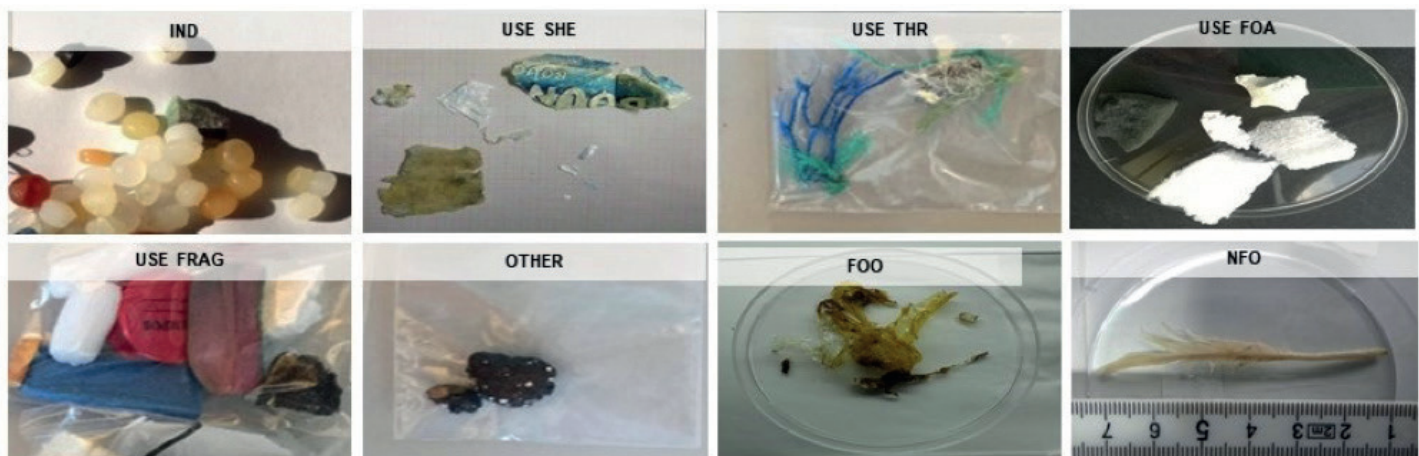 IND
USE SHE
USE THR
USE FOA
USE FRAG
OTHER
FOO
NFO
7 6 5 4 3 2m 2 1